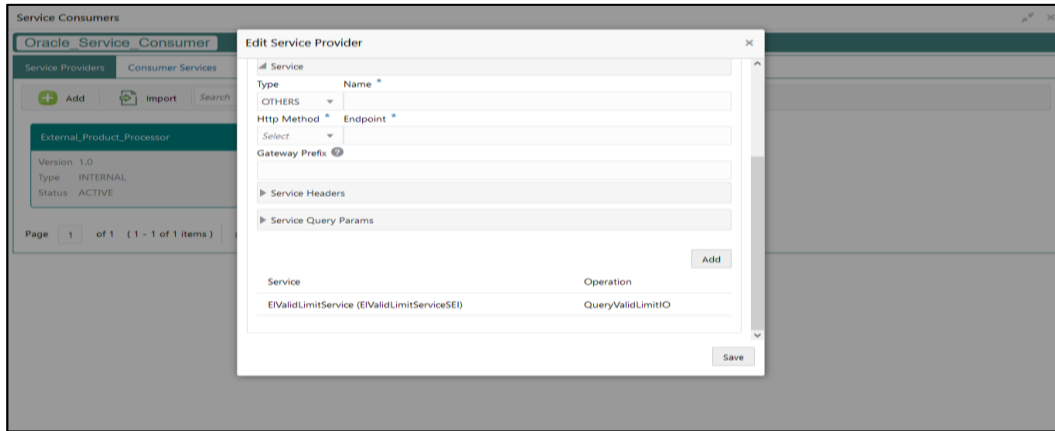 Service Consumers
Oracle_Service_Consumer
Service Providers Consumer Services
Add Import Search
External_Product_Processor
Version 1.0
Type INTERNAL
Status ACTIVE
Page 1 of 1 (1 - 1 of 1 items)
Edit Service Provider
Service
Type Name *
OTHERS
Http Method * Endpoint *
Select
Gateway Prefix ?
Service Headers
Service Query Params
Add
Service Operation
EIValidLimitService (EIValidLimitServiceSEI) QueryValidLimitIO
Save